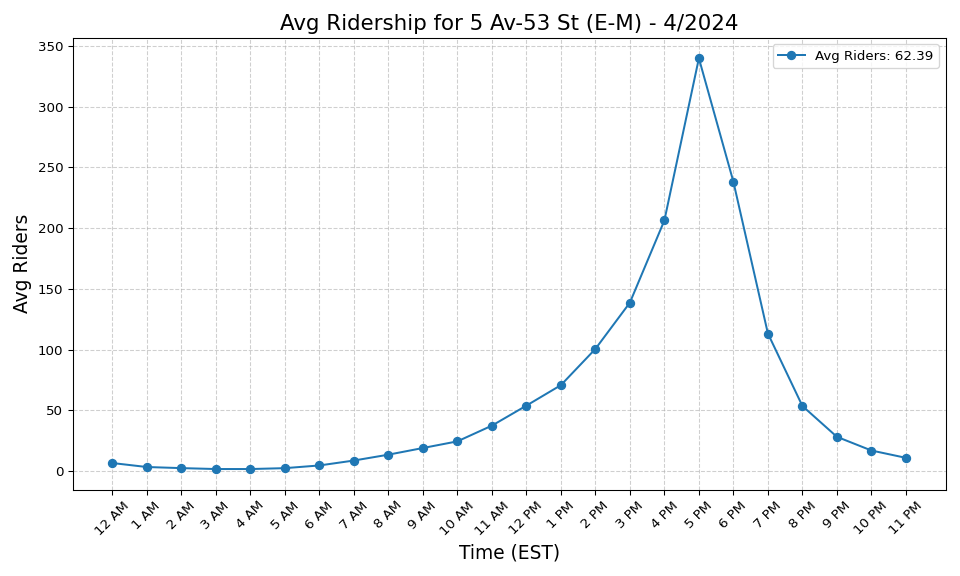 Avg Ridership for 5 Av-53 St (E-M) - 4/2024
Avg Riders: 62.39
Avg Riders
350
300
250
200
150
100
50
0
12 AM 1 AM 2 AM 3 AM 4 AM 5 AM 6 AM 7 AM 8 AM 9 AM 10 AM 11 AM 12 PM 1 PM 2 PM 3 PM 4 PM 5 PM 6 PM 7 PM 8 PM 9 PM 10 PM 11 PM
Time (EST)